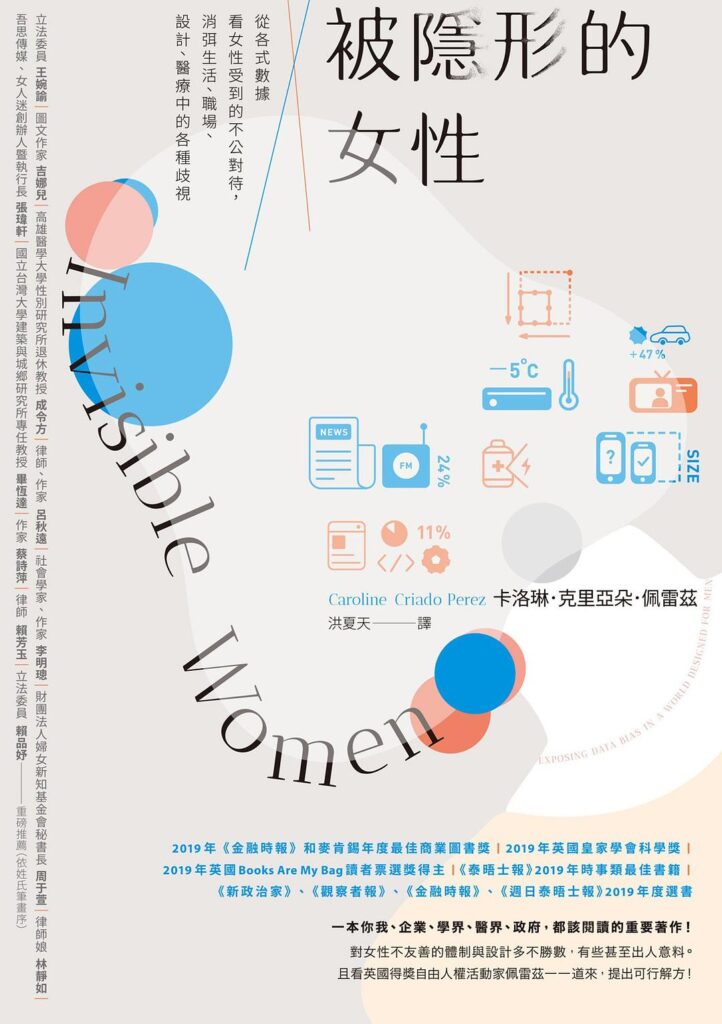 被隱形的
女性
從各式數據
看女性受到的不公對待，
消弭生活、職場、
設計、醫療中的各種歧視
立法委員 王婉諭｜圖文作家 吉娜兒｜高雄醫學大學性別研究所退休教授 成令方｜律師、作家 呂秋遠｜社會學家、作家 李明璁｜財團法人婦女新知基金會秘書長 周于萱｜律師娘 林靜如｜
吾思傳媒、女人迷創辦人暨執行長 張瑋軒｜國立台灣大學建築與城鄉研究所專任教授 畢恆達｜作家 蔡詩萍｜律師 賴芳玉｜立法委員 賴品妤——重磅推薦（依姓氏筆畫序）
Invisible Women
+47%
－5°C
NEWS
FM
24%
?
SIZE
11%
</>
Caroline Criado Perez 卡洛琳·克里亞朵·佩雷茲
洪夏天——譯
EXPOSING DATA BIAS IN A WORLD DESIGNED FOR MEN
2019年《金融時報》和麥肯錫年度最佳商業圖書獎｜2019年英國皇家學會科學獎｜
2019年英國Books Are My Bag讀者票選獎得主｜《泰晤士報》2019年時事類最佳書籍｜
《新政治家》、《觀察者報》、《金融時報》、《週日泰晤士報》2019年度選書
一本你我、企業、學界、醫界、政府，都該閱讀的重要著作！
對女性不友善的體制與設計多不勝數，有些甚至出人意料。
且看英國得獎自由人權活動家佩雷茲一一道來，提出可行解方！